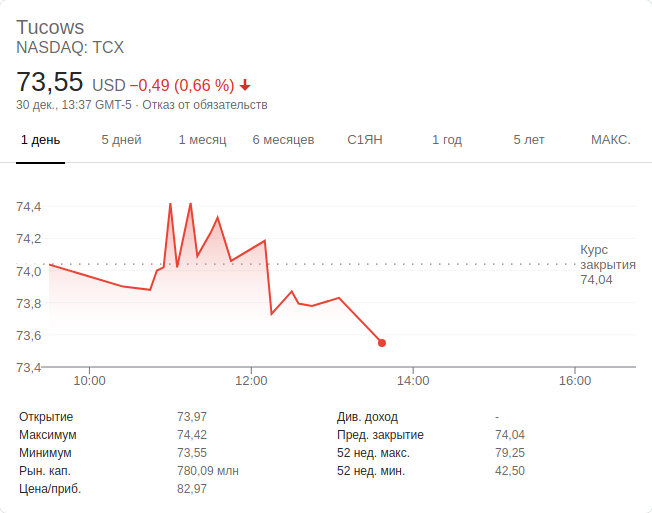 Tucows
NASDAQ: TCX
73,55 USD −0,49 (0,66 %)
30 дек., 13:37 GMT-5 · Отказ от обязательств
1 день 5 дней 1 месяц 6 месяцев С1ЯН 1 год 5 лет МАКС.
74,4
74,2
Курс
закрытия
74,04
74,0
73,8
73,6
73,4
10:00 12:00 14:00 16:00
Открытие 73,97 Див. доход -
Максимум 74,42 Пред. закрытие 74,04
Минимум 73,55 52 нед. макс. 79,25
Рын. кап. 780,09 млн 52 нед. мин. 42,50
Цена/приб. 82,97